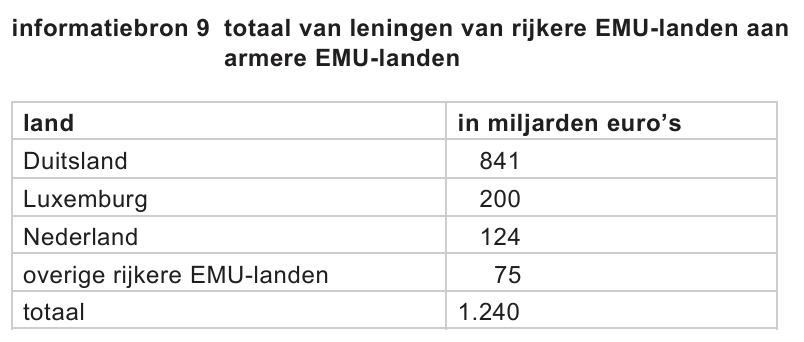 informatiebron 9 totaal van leningen van rijkere EMU-landen aan
armere EMU-landen
land in miljarden euro's
Duitsland 841
Luxemburg 200
Nederland 124
overige rijkere EMU-landen 75
totaal 1.240